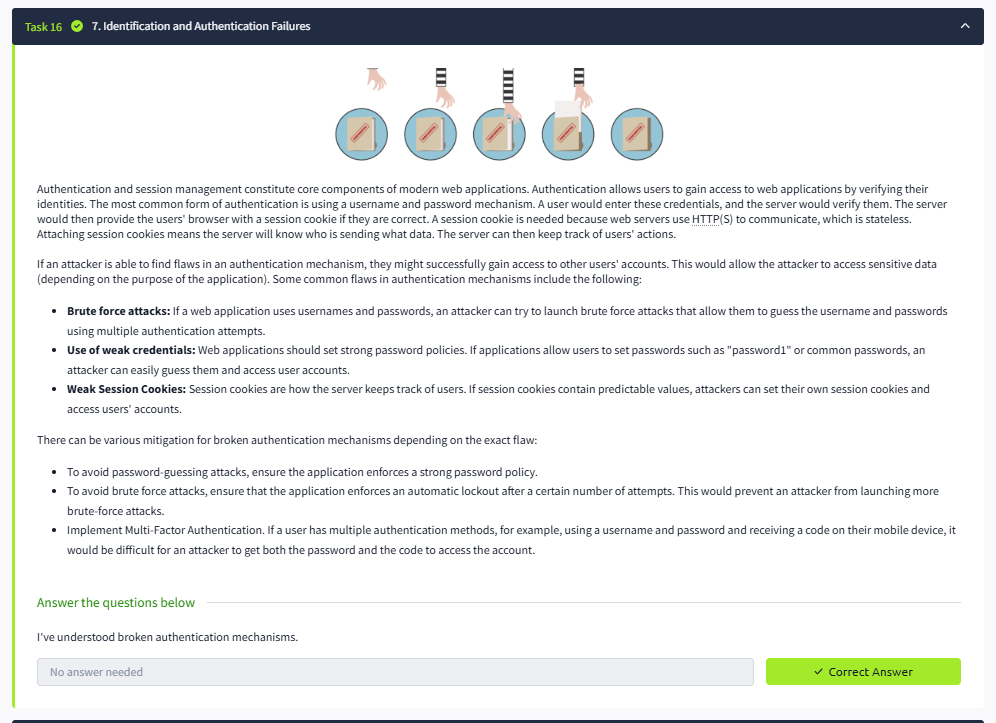 Task 16 7. Identification and Authentication Failures
Authentication and session management constitute core components of modern web applications. Authentication allows users to gain access to web applications by verifying their
identities. The most common form of authentication is using a username and password mechanism. A user would enter these credentials, and the server would verify them. The server
would then provide the users' browser with a session cookie if they are correct. A session cookie is needed because web servers use HTTP(S) to communicate, which is stateless.
Attaching session cookies means the server will know who is sending what data. The server can then keep track of users' actions.
If an attacker is able to find flaws in an authentication mechanism, they might successfully gain access to other users' accounts. This would allow the attacker to access sensitive data
(depending on the purpose of the application). Some common flaws in authentication mechanisms include the following:
• Brute force attacks: If a web application uses usernames and passwords, an attacker can try to launch brute force attacks that allow them to guess the username and passwords
using multiple authentication attempts.
• Use of weak credentials: Web applications should set strong password policies. If applications allow users to set passwords such as "password1" or common passwords, an
attacker can easily guess them and access user accounts.
• Weak Session Cookies: Session cookies are how the server keeps track of users. If session cookies contain predictable values, attackers can set their own session cookies and
access users' accounts.
There can be various mitigation for broken authentication mechanisms depending on the exact flaw:
• To avoid password-guessing attacks, ensure the application enforces a strong password policy.
• To avoid brute force attacks, ensure that the application enforces an automatic lockout after a certain number of attempts. This would prevent an attacker from launching more
brute-force attacks.
• Implement Multi-Factor Authentication. If a user has multiple authentication methods, for example, using a username and password and receiving a code on their mobile device, it
would be difficult for an attacker to get both the password and the code to access the account.
Answer the questions below
I've understood broken authentication mechanisms.
No answer needed
✓ Correct Answer